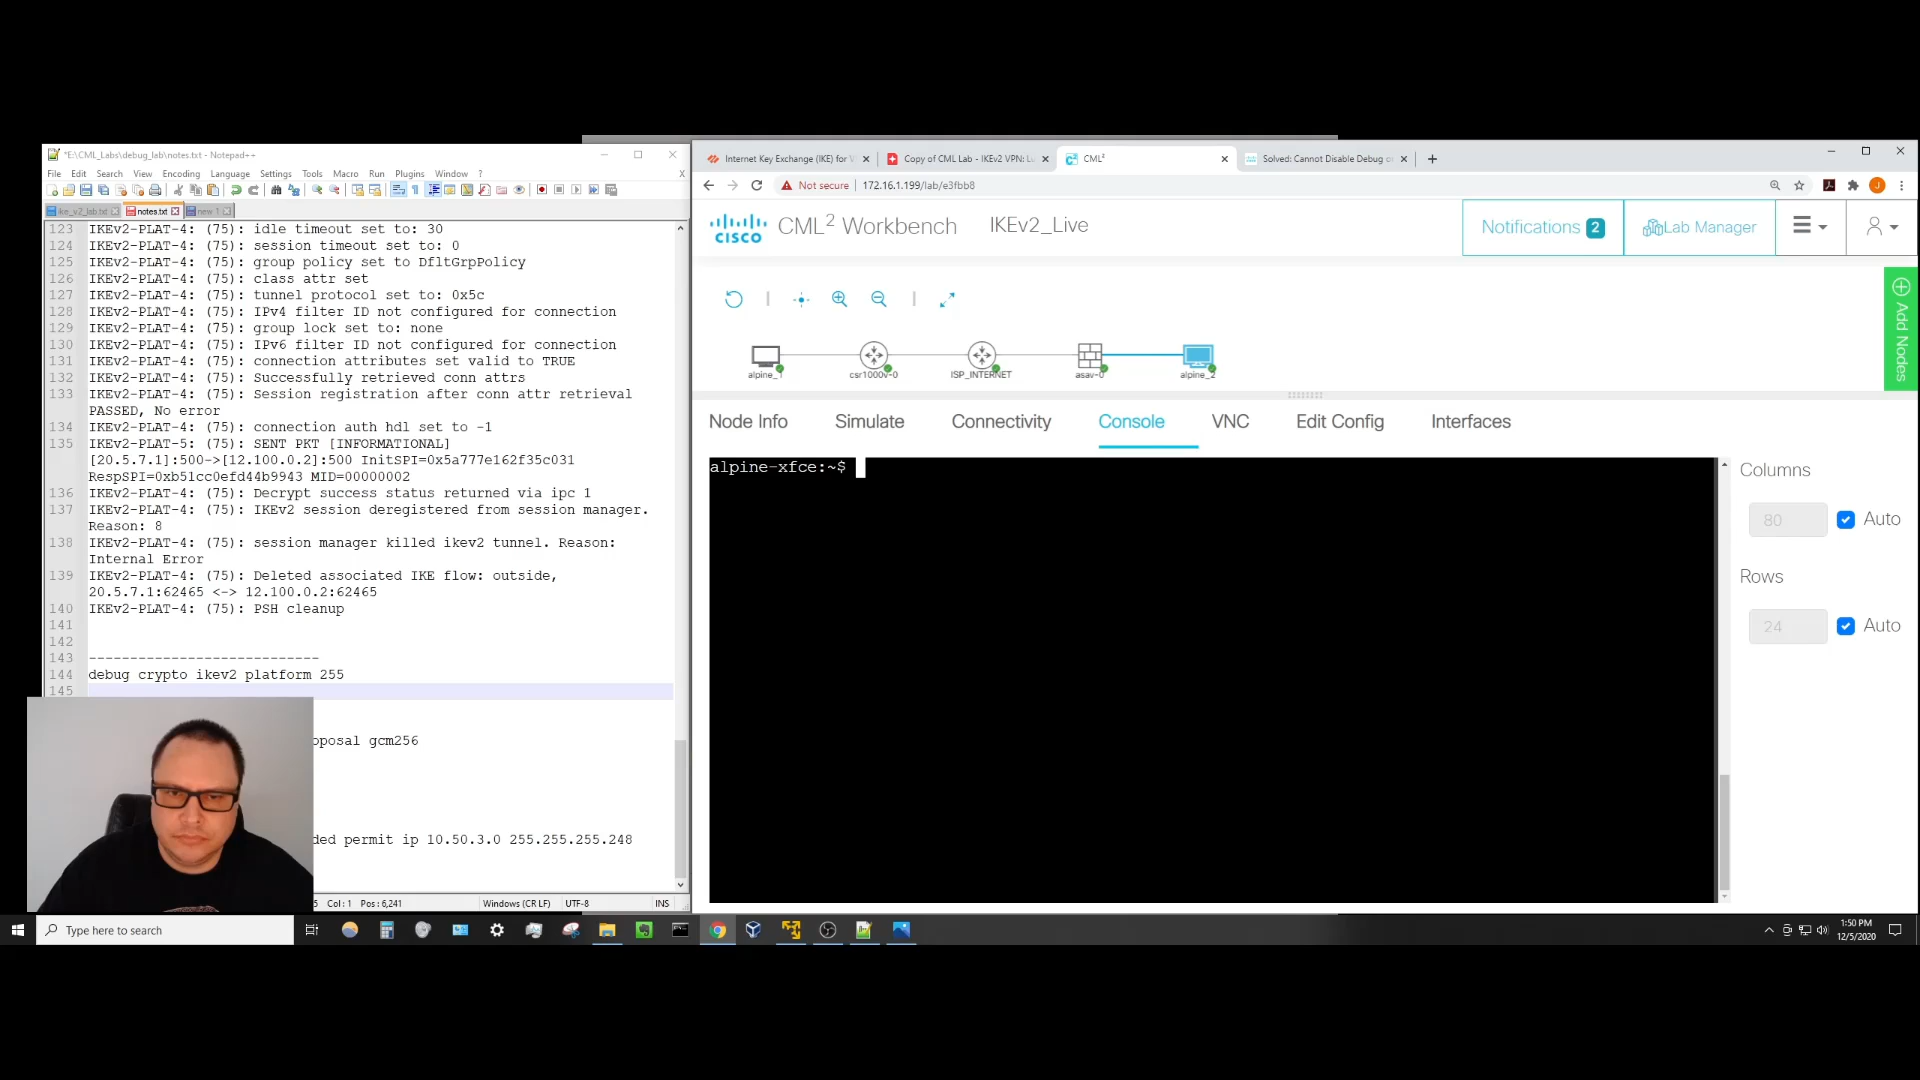 *E:\CML_Labs\debug_lab\notes.txt - Notepad++
File Edit Search View Encoding Language Settings Tools Macro Run Plugins Window ? X
ike_v2_lab.txt notes.txt new 1
123 IKEv2-PLAT-4: (75): idle timeout set to: 30
124 IKEv2-PLAT-4: (75): session timeout set to: 0
125 IKEv2-PLAT-4: (75): group policy set to DfltGrpPolicy
126 IKEv2-PLAT-4: (75): class attr set
127 IKEv2-PLAT-4: (75): tunnel protocol set to: 0x5c
128 IKEv2-PLAT-4: (75): IPv4 filter ID not configured for connection
129 IKEv2-PLAT-4: (75): group lock set to: none
130 IKEv2-PLAT-4: (75): IPv6 filter ID not configured for connection
131 IKEv2-PLAT-4: (75): connection attributes set valid to TRUE
132 IKEv2-PLAT-4: (75): Successfully retrieved conn attrs
133 IKEv2-PLAT-4: (75): Session registration after conn attr retrieval
PASSED, No error
134 IKEv2-PLAT-4: (75): connection auth hdl set to -1
135 IKEv2-PLAT-5: (75): SENT PKT [INFORMATIONAL]
[20.5.7.1]:500->[12.100.0.2]:500 InitSPI=0x5a777e162f35c031
RespSPI=0xb51cc0efd44b9943 MID=00000002
136 IKEv2-PLAT-4: (75): Decrypt success status returned via ipc 1
137 IKEv2-PLAT-4: (75): IKEv2 session deregistered from session manager.
Reason: 8
138 IKEv2-PLAT-4: (75): session manager killed ikev2 tunnel. Reason:
Internal Error
139 IKEv2-PLAT-4: (75): Deleted associated IKE flow: outside,
20.5.7.1:62465 <-> 12.100.0.2:62465
140 IKEv2-PLAT-4: (75): PSH cleanup
141
142
143 ----------------------------
144 debug crypto ikev2 platform 255
145
oposal gcm256
ded permit ip 10.50.3.0 255.255.255.248
5 Col : 1 Pos : 6,241 Windows (CR LF) UTF-8 INS
Internet Key Exchange (IKE) for V
Copy of CML Lab - IKEv2 VPN: Lo
CML²
Solved: Cannot Disable Debug c
Not secure | 172.16.1.199/lab/e3fbb8
J
cisco CML² Workbench IKEv2_Live
Notifications 2 Lab Manager
Add Nodes
alpine_1 csr1000v-0 ISP_INTERNET asav-0 alpine_2
Node Info Simulate Connectivity Console VNC Edit Config Interfaces
alpine-xfce:~$
Columns
80 Auto
Rows
24 Auto
Type here to search
1:50 PM
12/5/2020